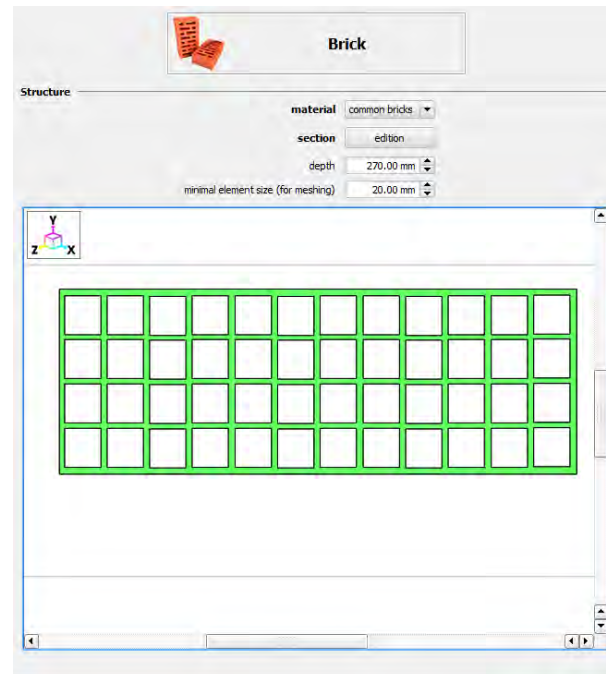 Brick
Structure
material common bricks
section edition
depth 270.00 mm
minimal element size (for meshing) 20.00 mm
Y
Z X